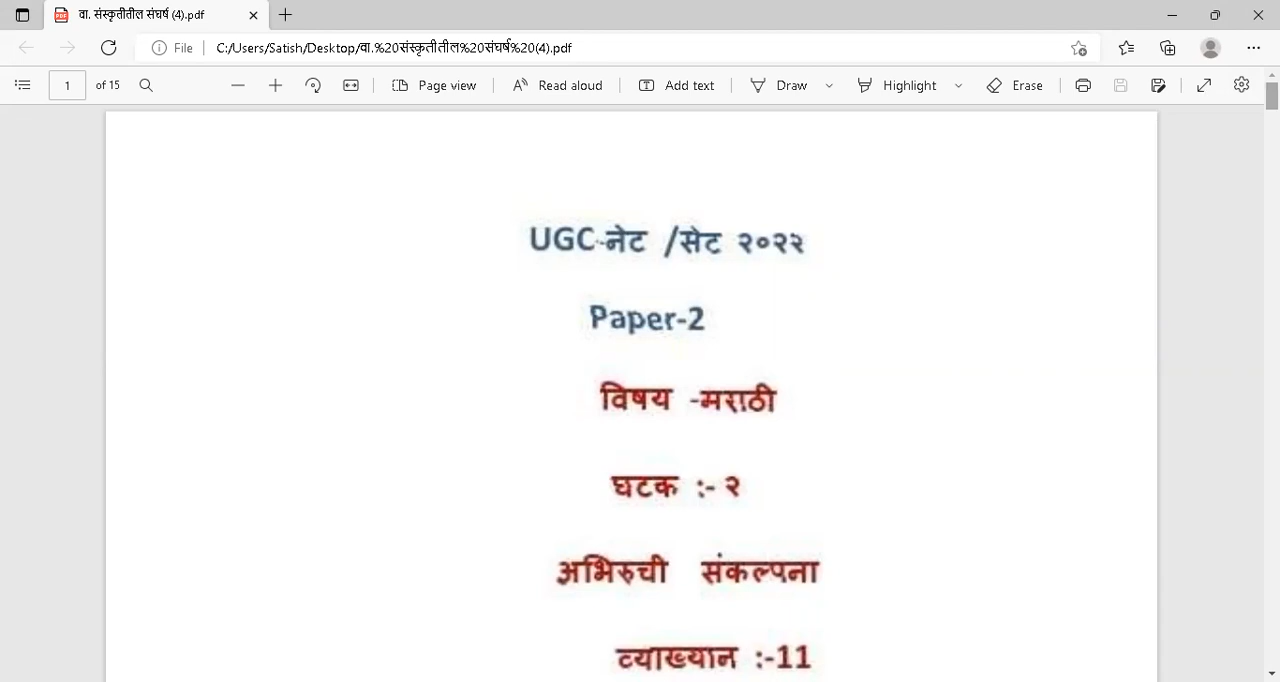 वा. संस्कृतीतील संघर्ष (4).pdf
File C:/Users/Satish/Desktop/वा.%20संस्कृतीतील%20संघर्ष%20(4).pdf
1 of 15 Page view Read aloud Add text Draw Highlight Erase
UGC-नेट /सेट २०२२
Paper-2
विषय -मराठी
घटक :- २
अभिरुची संकल्पना
व्याख्यान :-11